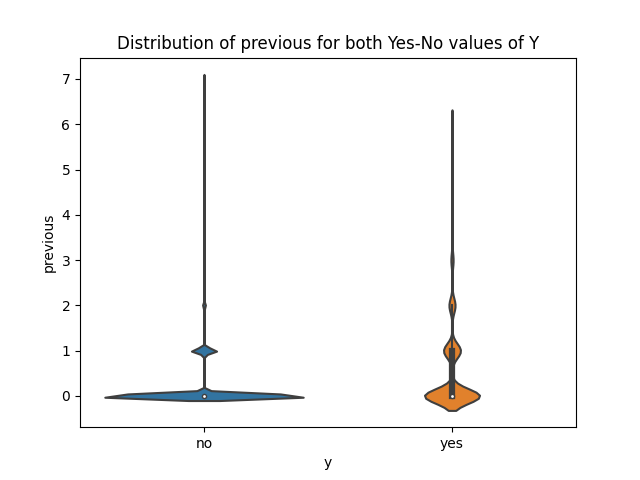 Distribution of previous for both Yes-No values of Y
7
6
5
4
3
2
1
0
previous
no yes
y